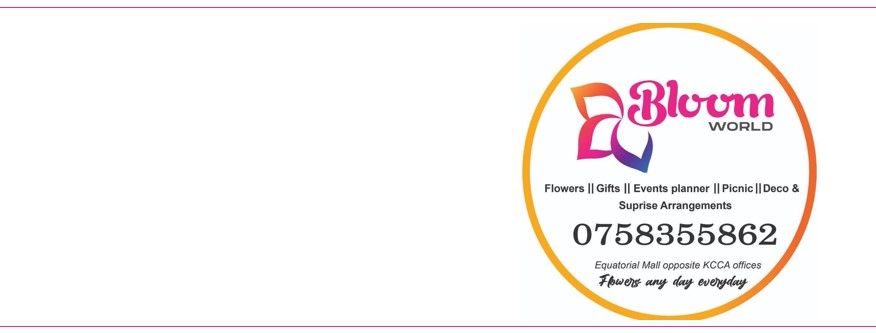 Bloom
WORLD
Flowers || Gifts || Events planner || Picnic || Deco &
Suprise Arrangements
0758355862
Equatorial Mall opposite KCCA offices
Flowers any day everyday